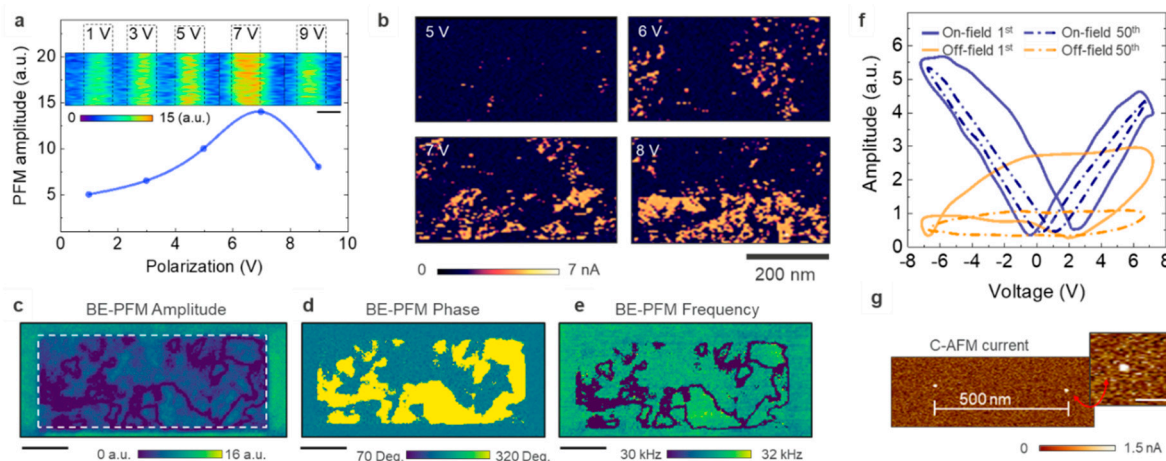 a
1 V 3 V 5 V 7 V 9 V
0 15 (a.u.)
PFM amplitude (a.u.)
20
15
10
5
0 2 4 6 8 10
Polarization (V)
b
5 V 6 V
7 V 8 V
0 7 nA
200 nm
c BE-PFM Amplitude
0 a.u. 16 a.u.
d BE-PFM Phase
70 Deg. 320 Deg.
e BE-PFM Frequency
30 kHz 32 kHz
f
On-field 1st On-field 50th
Off-field 1st Off-field 50th
Amplitude (a.u.)
6
5
4
3
2
1
0
-8 -6 -4 -2 0 2 4 6 8
Voltage (V)
g
C-AFM current
500 nm
0 1.5 nA